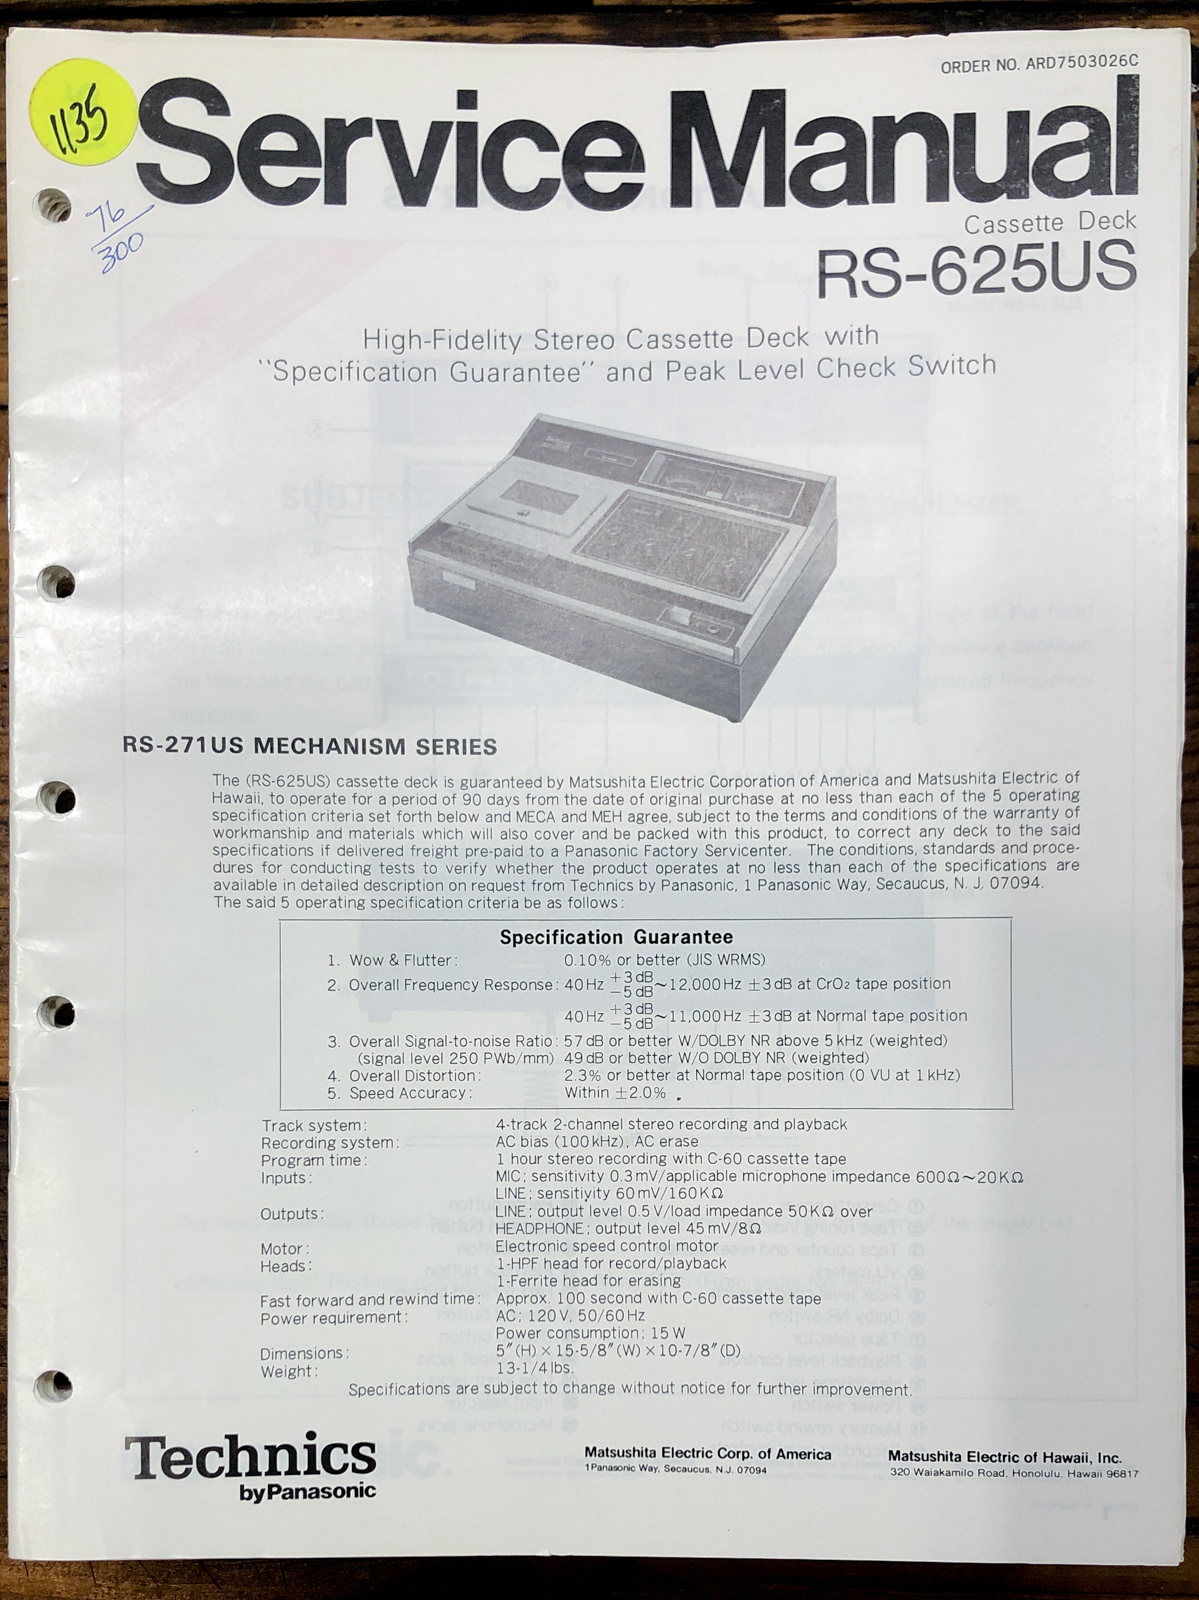 ORDER NO. ARD7503026C
1135
Service Manual
76
300
Cassette Deck
RS-625US
High-Fidelity Stereo Cassette Deck with
"Specification Guarantee" and Peak Level Check Switch
RS-271US MECHANISM SERIES
The (RS-625US) cassette deck is guaranteed by Matsushita Electric Corporation of America and Matsushita Electric of
Hawaii, to operate for a period of 90 days from the date of original purchase at no less than each of the 5 operating
specification criteria set forth below and MECA and MEH agree, subject to the terms and conditions of the warranty of
workmanship and materials which will also cover and be packed with this product, to correct any deck to the said
specifications if delivered freight pre-paid to a Panasonic Factory Servicenter. The conditions, standards and proce-
dures for conducting tests to verify whether the product operates at no less than each of the specifications are
available in detailed description on request from Technics by Panasonic, 1 Panasonic Way, Secaucus, N. J. 07094.
The said 5 operating specification criteria be as follows:
Specification Guarantee
1. Wow & Flutter: 0.10% or better (JIS WRMS)
2. Overall Frequency Response: 40Hz +3dB −5dB ~12,000Hz ±3dB at CrO2 tape position
40Hz +3dB −5dB ~11,000Hz ±3dB at Normal tape position
3. Overall Signal-to-noise Ratio: 57dB or better W/DOLBY NR above 5kHz (weighted)
(signal level 250 PWb/mm) 49dB or better W/O DOLBY NR (weighted)
4. Overall Distortion: 2.3% or better at Normal tape position (0 VU at 1kHz)
5. Speed Accuracy: Within ±2.0%
Track system: 4-track 2-channel stereo recording and playback
Recording system: AC bias (100kHz), AC erase
Program time: 1 hour stereo recording with C-60 cassette tape
Inputs: MIC; sensitivity 0.3mV/applicable microphone impedance 600Ω~20KΩ
LINE; sensitivity 60mV/160KΩ
Outputs: LINE; output level 0.5V/load impedance 50KΩ over
HEADPHONE; output level 45mV/8Ω
Motor: Electronic speed control motor
Heads: 1-HPF head for record/playback
1-Ferrite head for erasing
Fast forward and rewind time: Approx. 100 second with C-60 cassette tape
Power requirement: AC; 120V, 50/60Hz
Power consumption; 15W
Dimensions: 5″(H) × 15-5/8″(W) × 10-7/8″(D)
Weight: 13-1/4lbs.
Specifications are subject to change without notice for further improvement.
Technics
by Panasonic
Matsushita Electric Corp. of America
1 Panasonic Way, Secaucus, N.J. 07094
Matsushita Electric of Hawaii, Inc.
320 Waiakamilo Road, Honolulu, Hawaii 96817